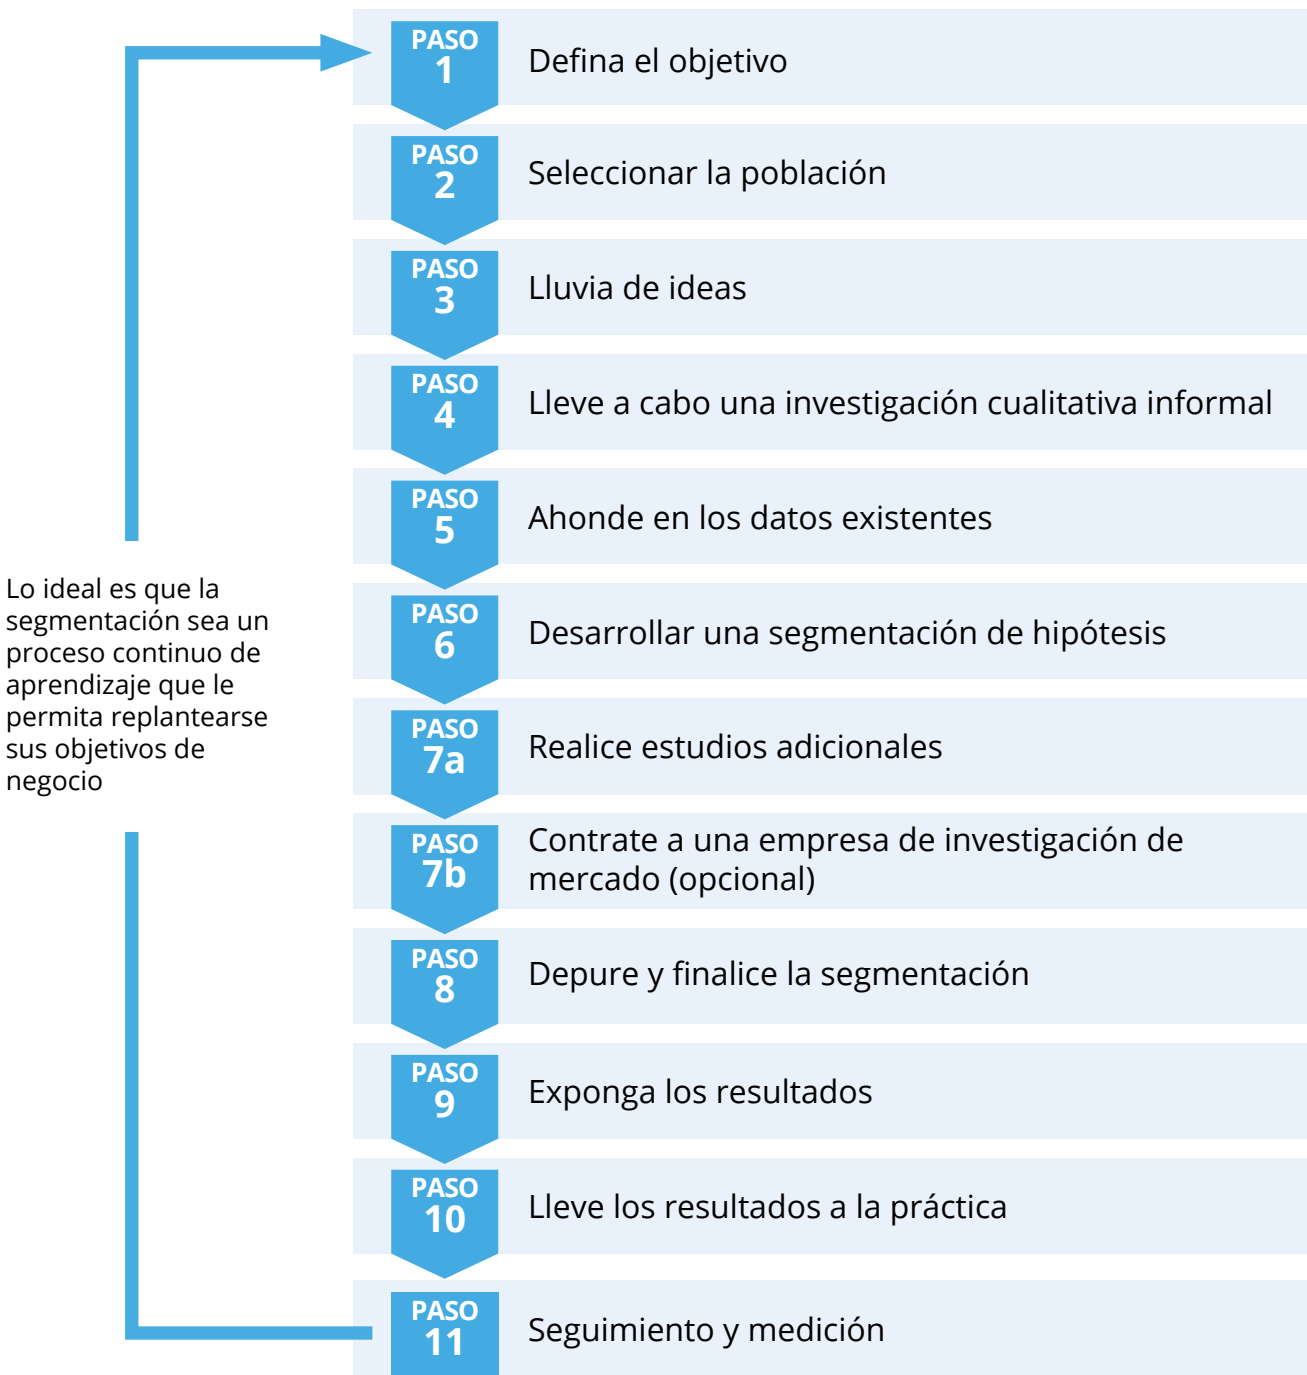 PASO
1
Defina el objetivo
PASO
2
Seleccionar la población
PASO
3
Lluvia de ideas
PASO
4
Lleve a cabo una investigación cualitativa informal
PASO
5
Ahonde en los datos existentes
PASO
6
Desarrollar una segmentación de hipótesis
PASO
7a
Realice estudios adicionales
PASO
7b
Contrate a una empresa de investigación de
mercado (opcional)
PASO
8
Depure y finalice la segmentación
PASO
9
Exponga los resultados
PASO
10
Lleve los resultados a la práctica
PASO
11
Seguimiento y medición
Lo ideal es que la
segmentación sea un
proceso continuo de
aprendizaje que le
permita replantearse
sus objetivos de
negocio